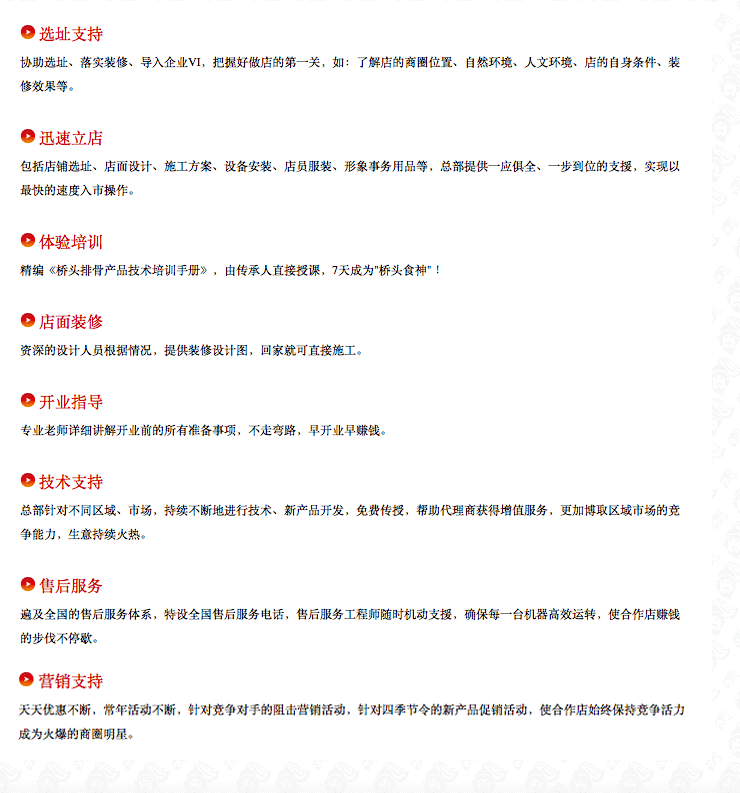 选址支持
协助选址、落实装修、导入企业VI，把握好做店的第一关，如：了解店的商圈位置、自然环境、人文环境、店的自身条件、装
修效果等。
迅速立店
包括店铺选址、店面设计、施工方案、设备安装、店员服装、形象事务用品等，总部提供一应俱全、一步到位的支援，实现以
最快的速度入市操作。
体验培训
精编《桥头排骨产品技术培训手册》，由传承人直接授课，7天成为"桥头食神"！
店面装修
资深的设计人员根据情况，提供装修设计图，回家就可直接施工。
开业指导
专业老师详细讲解开业前的所有准备事项，不走弯路，早开业早赚钱。
技术支持
总部针对不同区域、市场，持续不断地进行技术、新产品开发，免费传授，帮助代理商获得增值服务，更加博取区域市场的竞
争能力，生意持续火热。
售后服务
遍及全国的售后服务体系，特设全国售后服务电话，售后服务工程师随时机动支援，确保每一台机器高效运转，使合作店赚钱
的步伐不停歇。
营销支持
天天优惠不断，常年活动不断，针对竞争对手的阻击营销活动，针对四季节令的新产品促销活动，使合作店始终保持竞争活力
成为火爆的商圈明星。